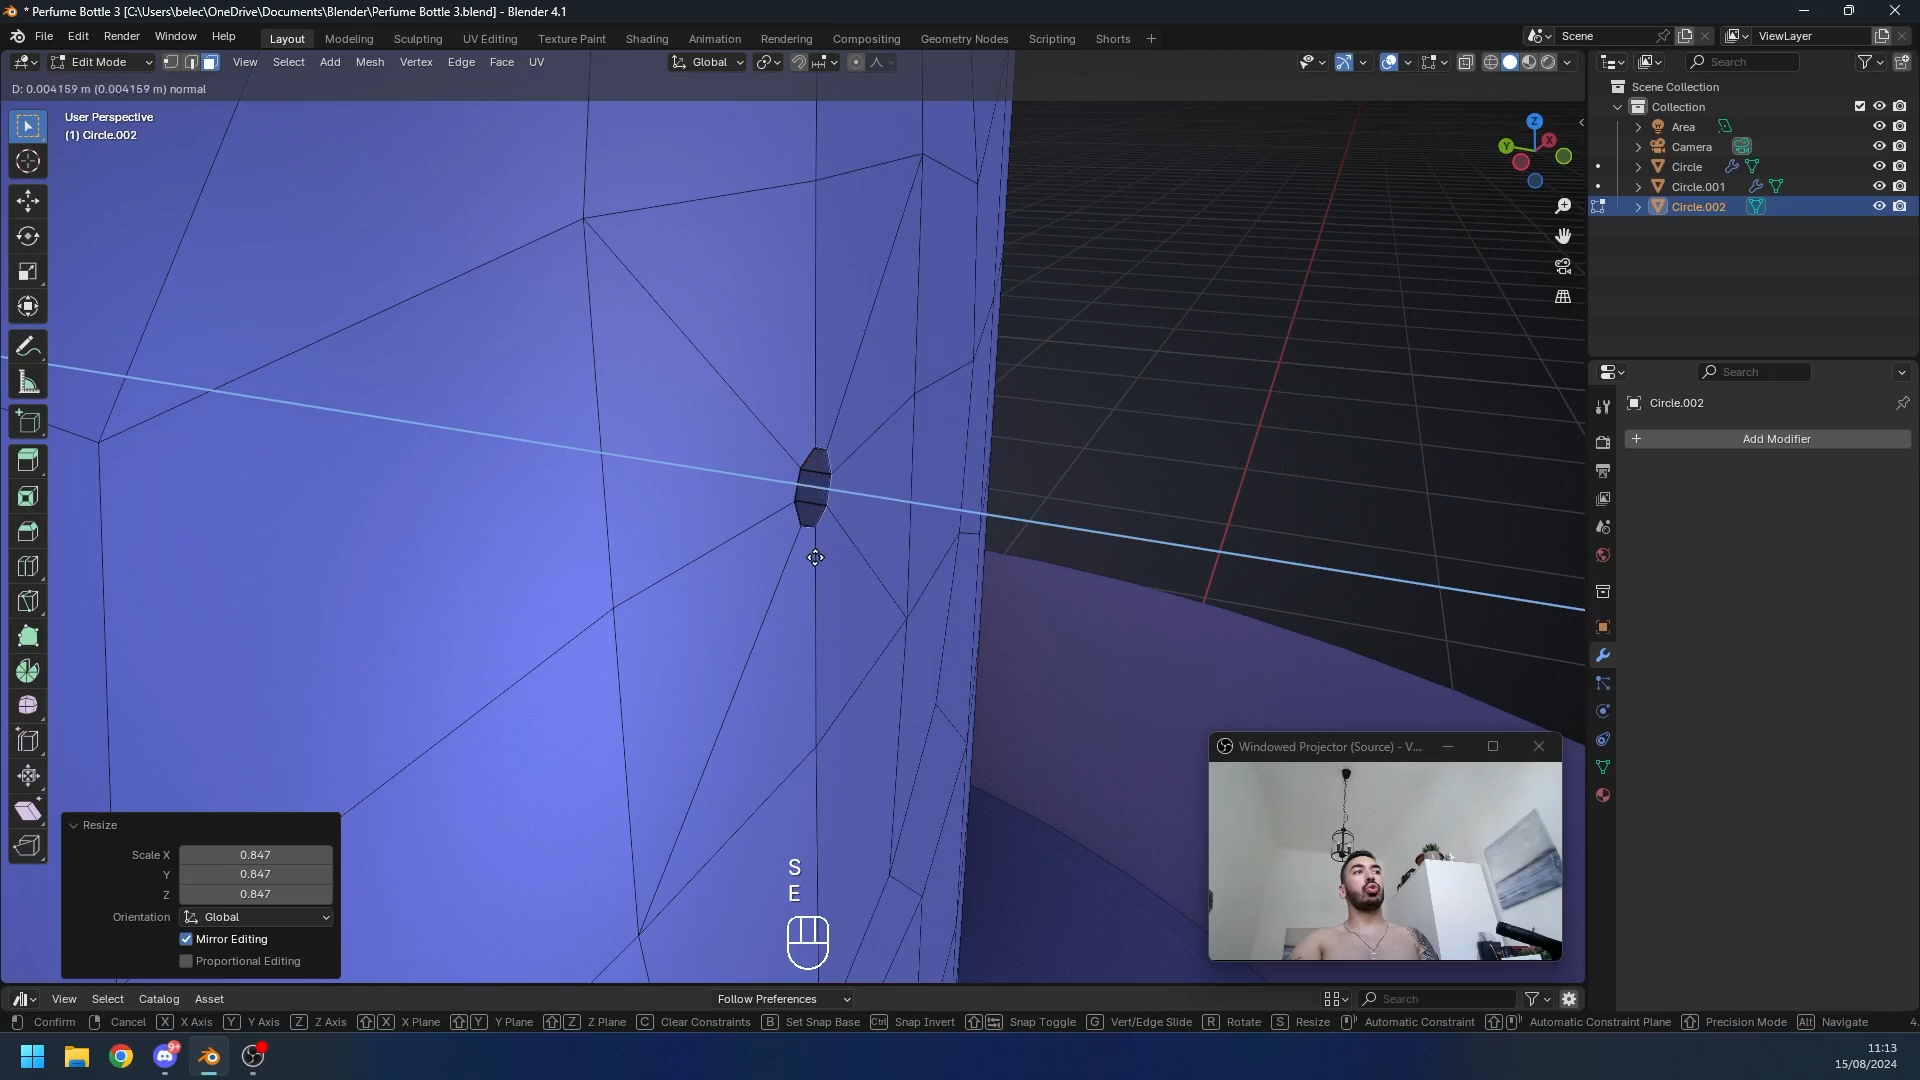 * Perfume Bottle 3 [C:\Users\belec\OneDrive\Documents\Blender\Perfume Bottle 3.blend] - Blender 4.1
File Edit Render Window Help Layout Modeling Sculpting UV Editing Texture Paint Shading Animation Rendering Compositing Geometry Nodes Scripting Shorts + Scene ViewLayer
Edit Mode View Select Add Mesh Vertex Edge Face UV Global Search
D: 0.004159 m (0.004159 m) normal
User Perspective
(1) Circle.002
Z
Y
X
Scene Collection
Collection
Area
Camera
Circle
Circle.001
Circle.002
Search
Circle.002
+ Add Modifier
Windowed Projector (Source) - V...
Resize
Scale X 0.847
Y 0.847
Z 0.847
Orientation Global
Mirror Editing
Proportional Editing
S
E
View Select Catalog Asset Follow Preferences Search
Confirm Cancel X X Axis Y Y Axis Z Z Axis X X Plane Y Y Plane Z Z Plane C Clear Constraints B Set Snap Base Ctrl Snap Invert Snap Toggle G Vert/Edge Slide R Rotate S Resize Automatic Constraint Automatic Constraint Plane Precision Mode Alt Navigate 4.
9+
11:13
15/08/2024